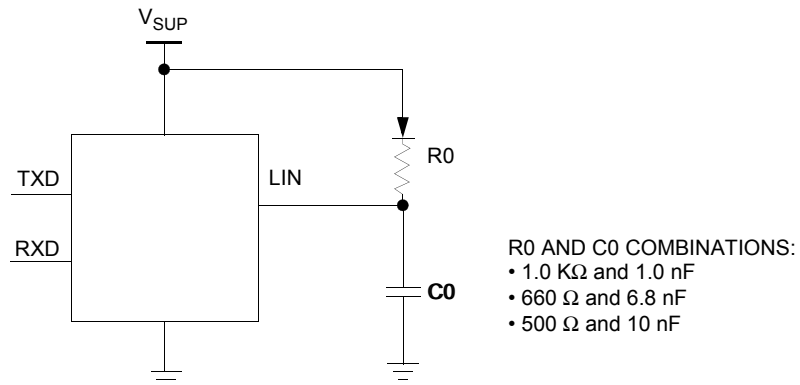 VSUP
R0
TXD
LIN
RXD
C0
R0 AND C0 COMBINATIONS:
• 1.0 KΩ and 1.0 nF
• 660 Ω and 6.8 nF
• 500 Ω and 10 nF